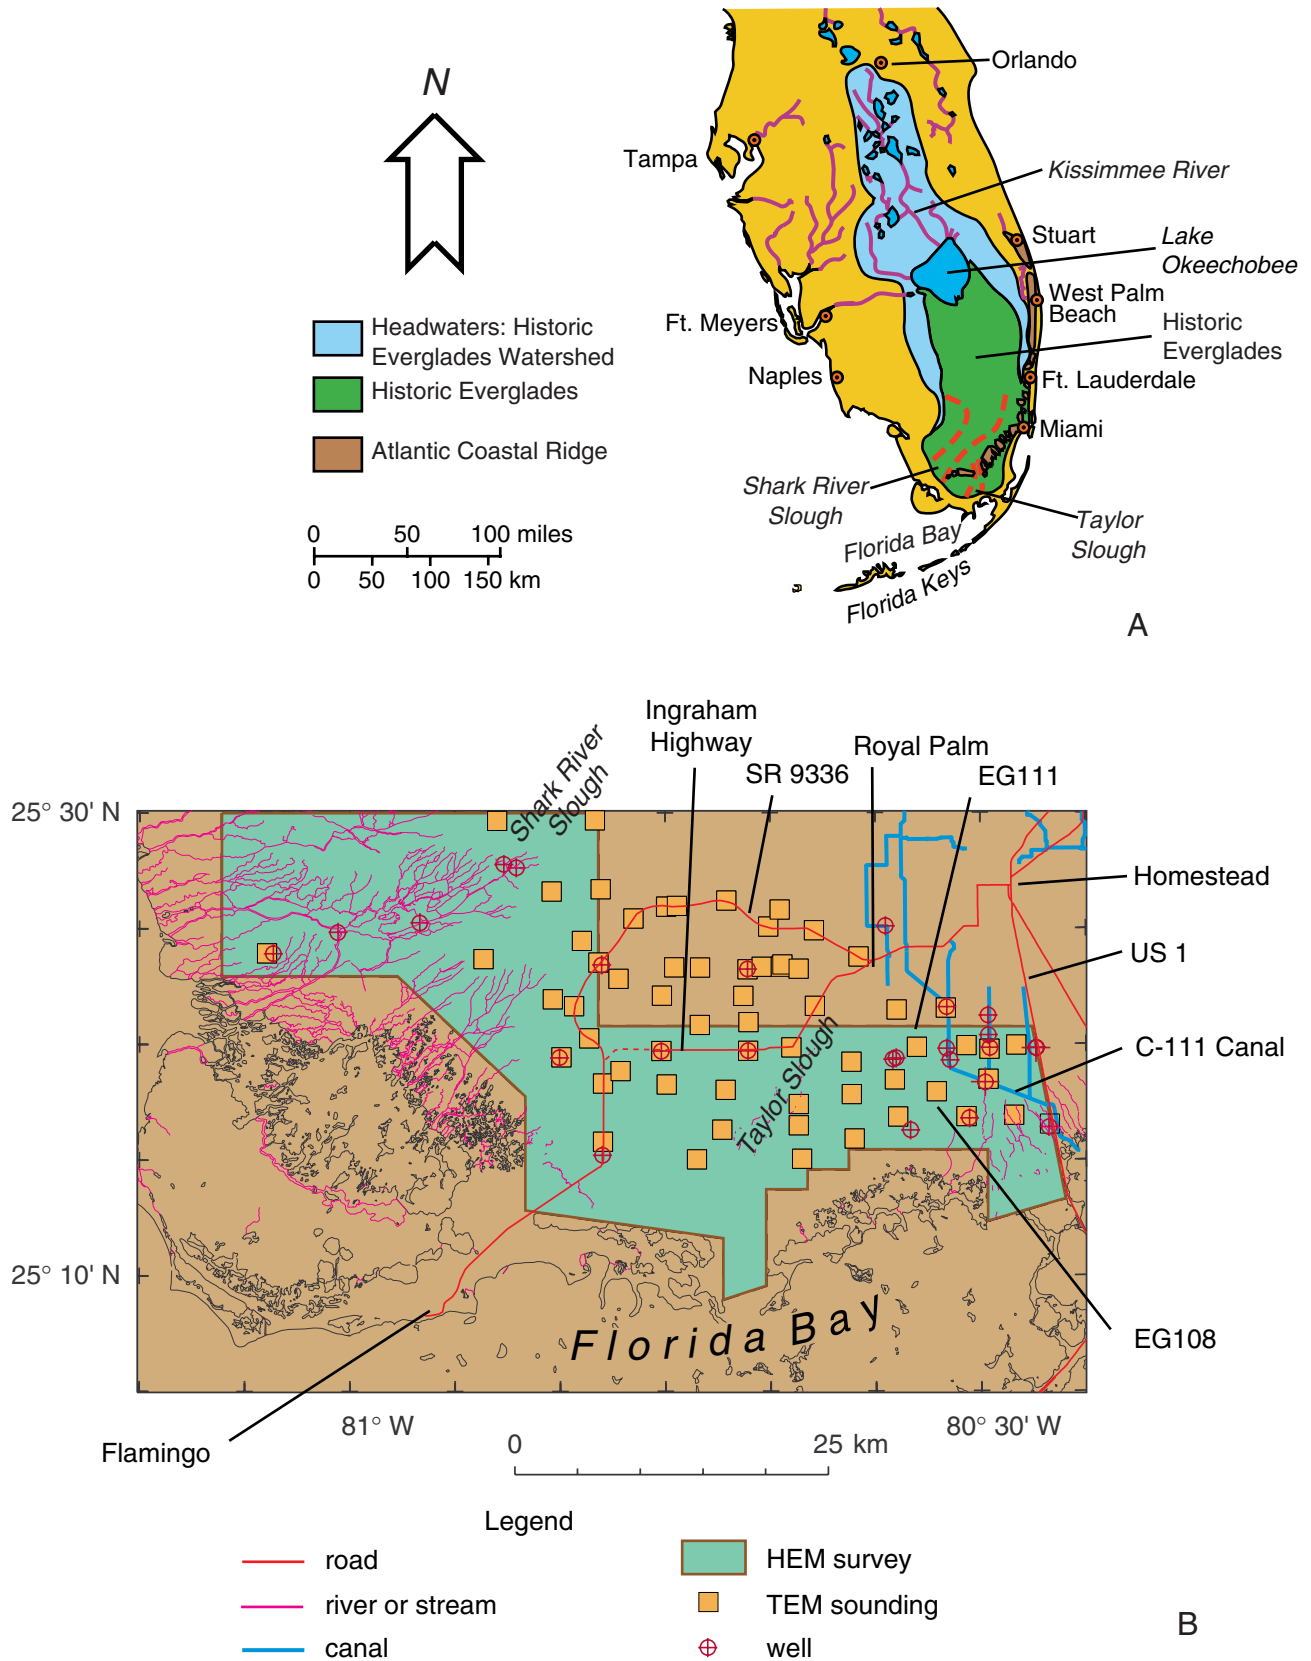 Orlando
N
Tampa
Kissimmee River
Stuart
Lake
Okeechobee
West Palm
Beach
Ft. Meyers
Historic
Everglades
Headwaters: Historic
Everglades Watershed
Naples
Ft. Lauderdale
Historic Everglades
Miami
Atlantic Coastal Ridge
Shark River
Slough
Taylor
Slough
0 50 100 miles
0 50 100 150 km
Florida Bay
Florida Keys
A
Ingraham
Highway
Shark River
Slough
Royal Palm
SR 9336
EG111
25° 30' N
Homestead
US 1
C-111 Canal
Taylor Slough
25° 10' N
Florida Bay
EG108
81° W
80° 30' W
Flamingo
0 25 km
Legend
road
HEM survey
river or stream
TEM sounding
canal
well
B